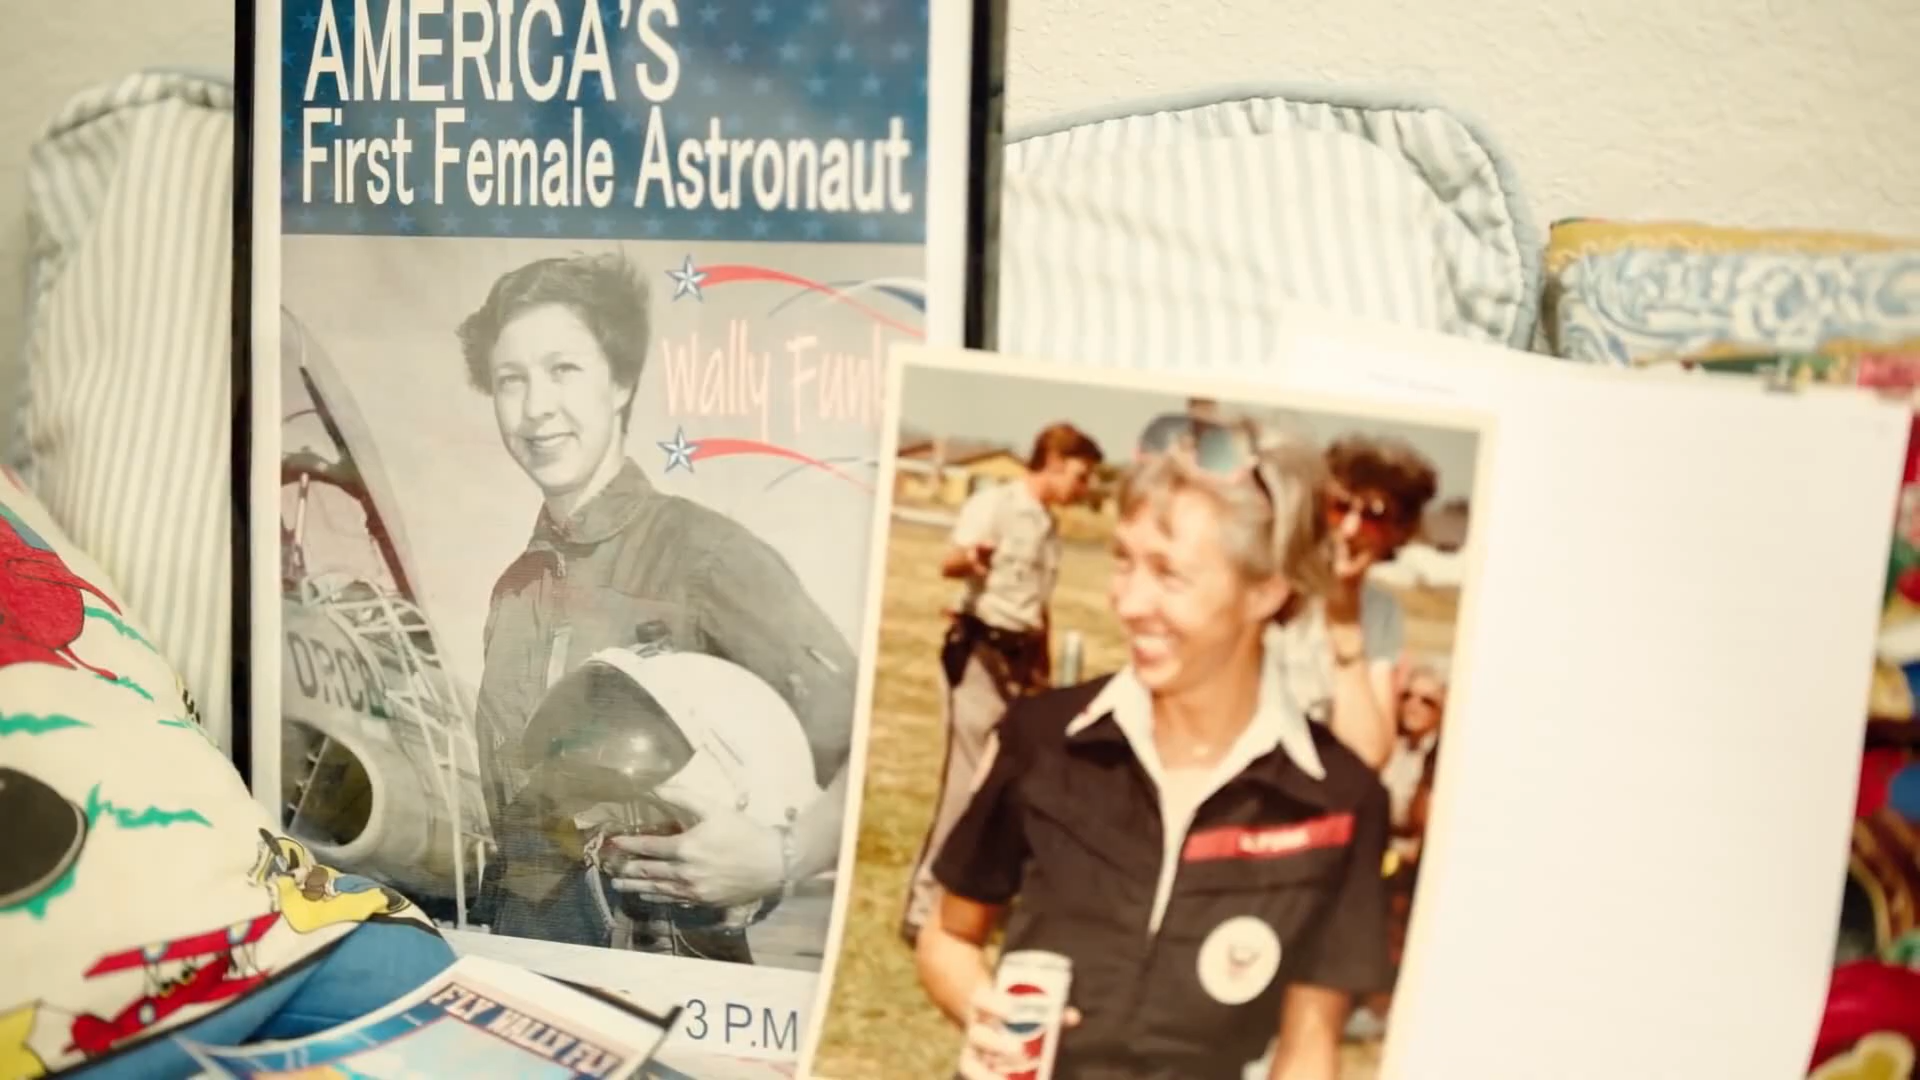 AMERICA'S
First Female Astronaut
Wally Funk
3 P.M
FLY WALLY FLY